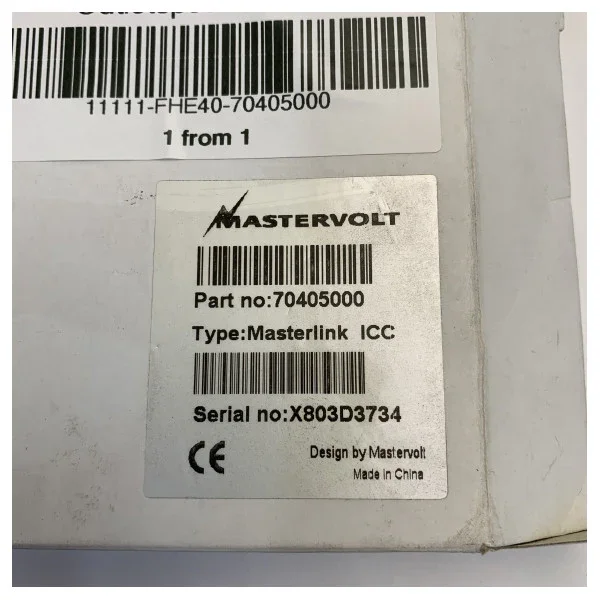 11111-FHE40-70405000
1 from 1
MASTERVOLT
Part no:70405000
Type:Masterlink ICC
Serial no:X803D3734
CE
Design by Mastervolt
Made in China